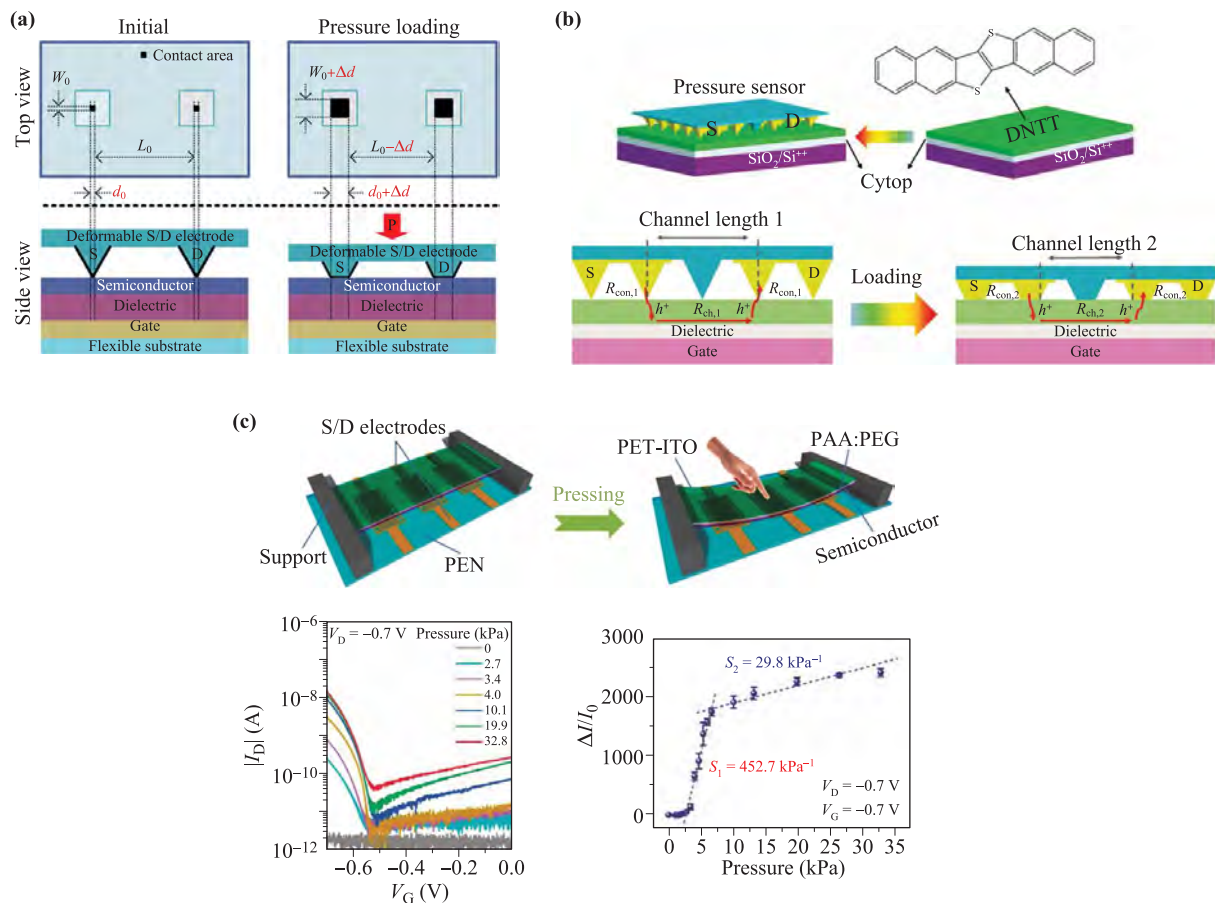 (a)
Initial
Pressure loading
Top view
Contact area
W0
L0
d0
W0+Δd
L0−Δd
d0+Δd
P
Side view
Deformable S/D electrode
S
D
Semiconductor
Dielectric
Gate
Flexible substrate
Deformable S/D electrode
S
D
Semiconductor
Dielectric
Gate
Flexible substrate
(b)
S
S
Pressure sensor
S
D
SiO2/Si++
DNTT
SiO2/Si++
Cytop
Channel length 1
S
D
Rcon,1
Rcon,1
h+
Rch,1
h+
Dielectric
Gate
Loading
Channel length 2
S
D
Rcon,2
Rcon,2
h+
Rch,2
h+
Dielectric
Gate
(c)
S/D electrodes
Support
PEN
Pressing
PET-ITO
PAA:PEG
Semiconductor
VD = −0.7 V
Pressure (kPa)
0
2.7
3.4
4.0
10.1
19.9
32.8
|ID| (A)
10−6
10−8
10−10
10−12
−0.6
−0.4
−0.2
0.0
VG (V)
ΔI/I0
3000
2000
1000
0
S2 = 29.8 kPa−1
S1 = 452.7 kPa−1
VD = −0.7 V
VG = −0.7 V
0 5 10 15 20 25 30 35
Pressure (kPa)